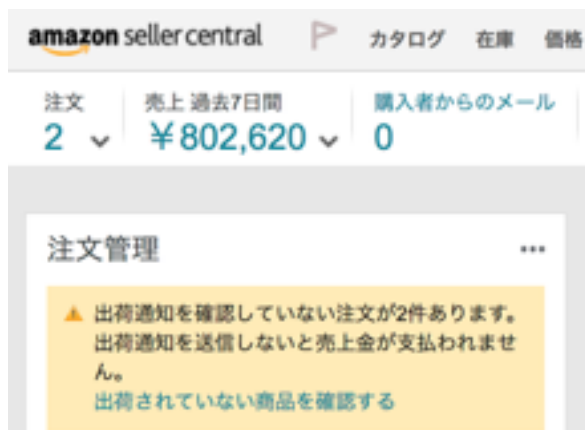 amazon seller central カタログ 在庫 価格
注文 売上 過去7日間 購入者からのメール
2 ¥802,620 0
注文管理
出荷通知を確認していない注文が2件あります。
出荷通知を送信しないと売上金が支払われませ
ん。
出荷されていない商品を確認する